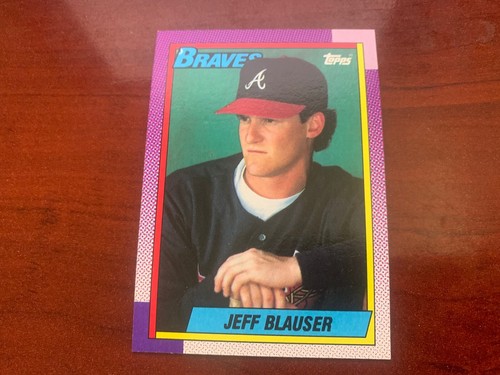 BRAVES
Topps
A
JEFF BLAUSER